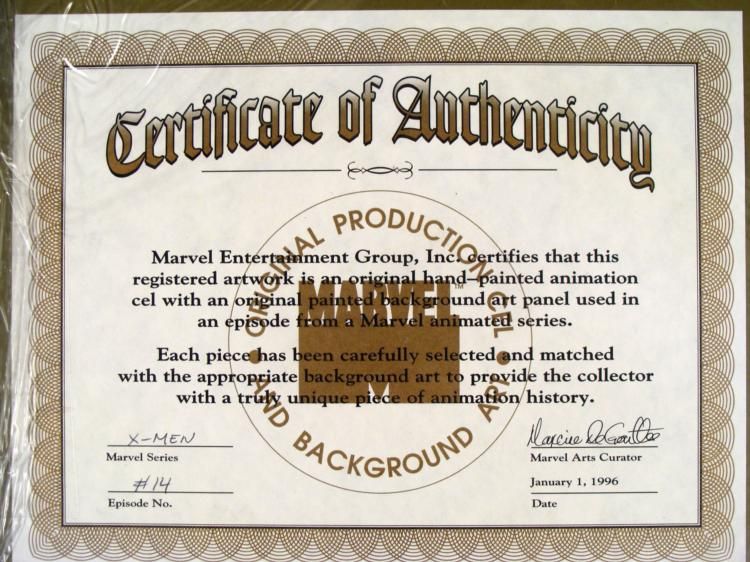 Certificate of Authenticity
ORIGINAL PRODUCTION CEL
MARVEL™
AND BACKGROUND ART
Marvel Entertainment Group, Inc. certifies that this
registered artwork is an original hand–painted animation
cel with an original painted background art panel used in
an episode from a Marvel animated series.
Each piece has been carefully selected and matched
with the appropriate background art to provide the collector
with a truly unique piece of animation history.
X-MEN
Marvel Series
Marvel Arts Curator
#14
January 1, 1996
Episode No.
Date